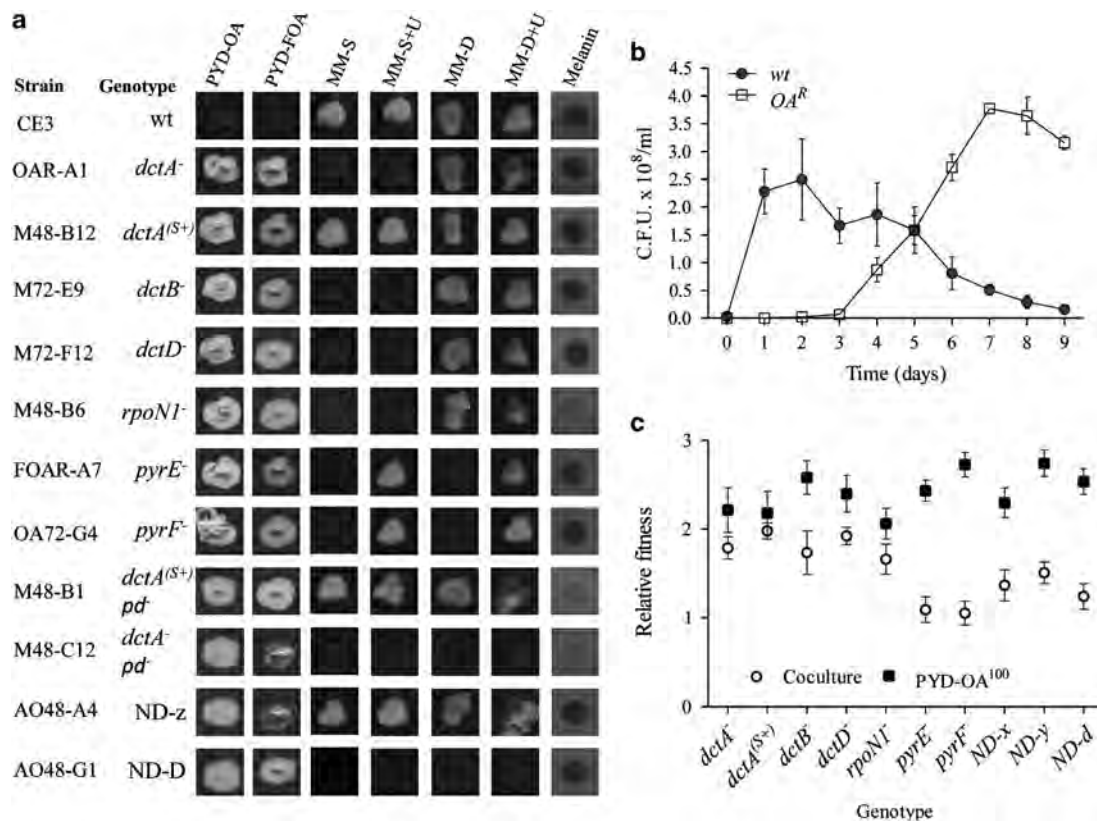 a
Strain Genotype PYD-OA PYD-FOA MM-S MM-S+U MM-D MM-D+U Melanin
CE3 wt
OAR-A1 dctA-
M48-B12 dctA(S+)
M72-E9 dctB-
M72-F12 dctD-
M48-B6 rpoN1-
FOAR-A7 pyrE-
OA72-G4 pyrF-
M48-B1 dctA(S+) pd-
M48-C12 dctA- pd-
AO48-A4 ND-z
AO48-G1 ND-D
b
wt
OA^R
C.F.U. x 10^8/ml
4.5
4.0
3.5
3.0
2.5
2.0
1.5
1.0
0.5
0.0
0 1 2 3 4 5 6 7 8 9
Time (days)
c
Relative fitness
3
2
1
0
Coculture PYD-OA^100
dctA- dctA(S+) dctB- dctD- rpoN1- pyrE- pyrF- ND-x ND-y ND-d
Genotype